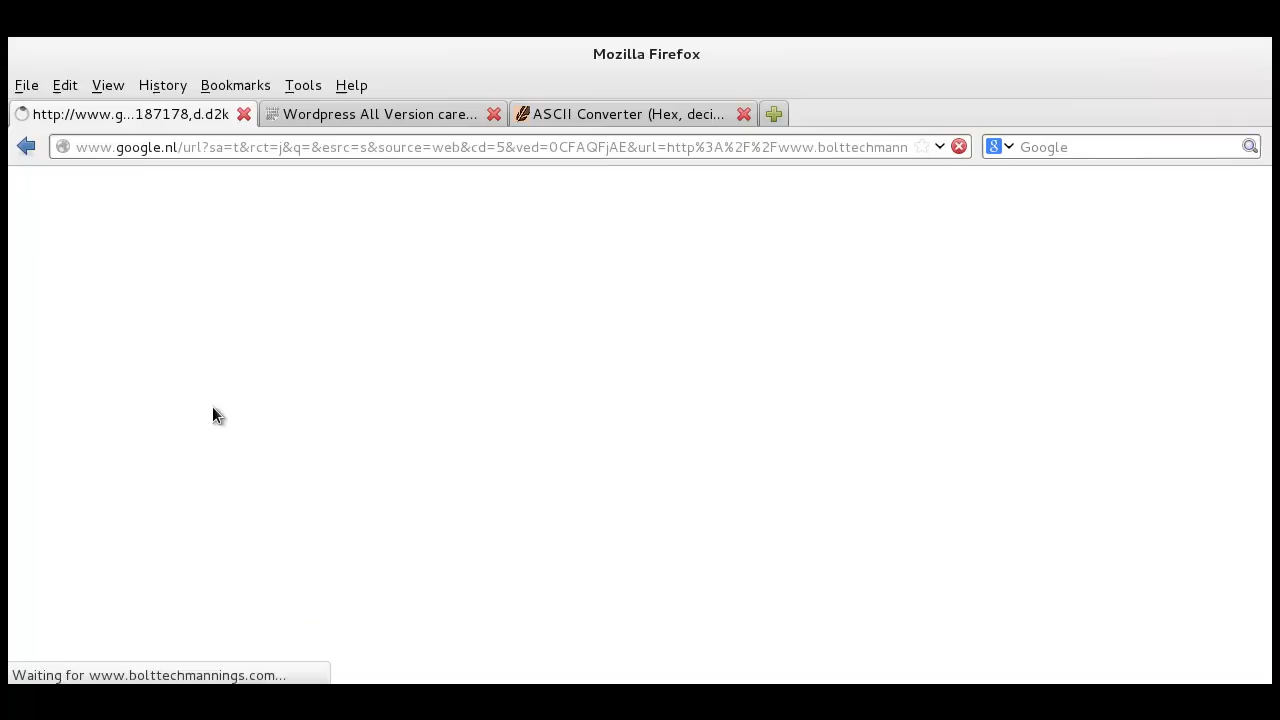 Mozilla Firefox
File Edit View History Bookmarks Tools Help
http://www.g...187178,d.d2k Wordpress All Version care... ASCII Converter (Hex, deci...
www.google.nl/url?sa=t&rct=j&q=&esrc=s&source=web&cd=5&ved=0CFAQFjAE&url=http%3A%2F%2Fwww.bolttechmann 8 Google
Waiting for www.bolttechmannings.com...